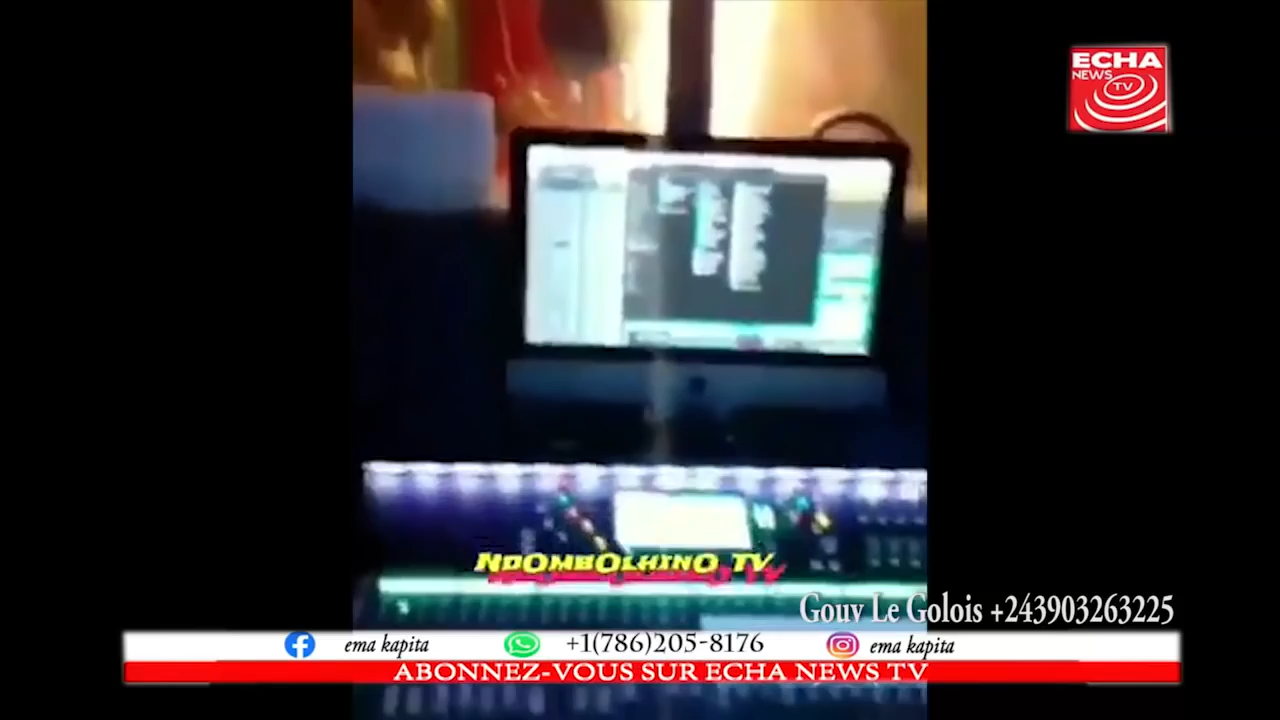 ECHA
NEWS
TV
NDOMBOLHINO TV
Gouv Le Golois +243903263225
ema kapita
+1(786)205-8176
ema kapita
ABONNEZ-VOUS SUR ECHA NEWS TV